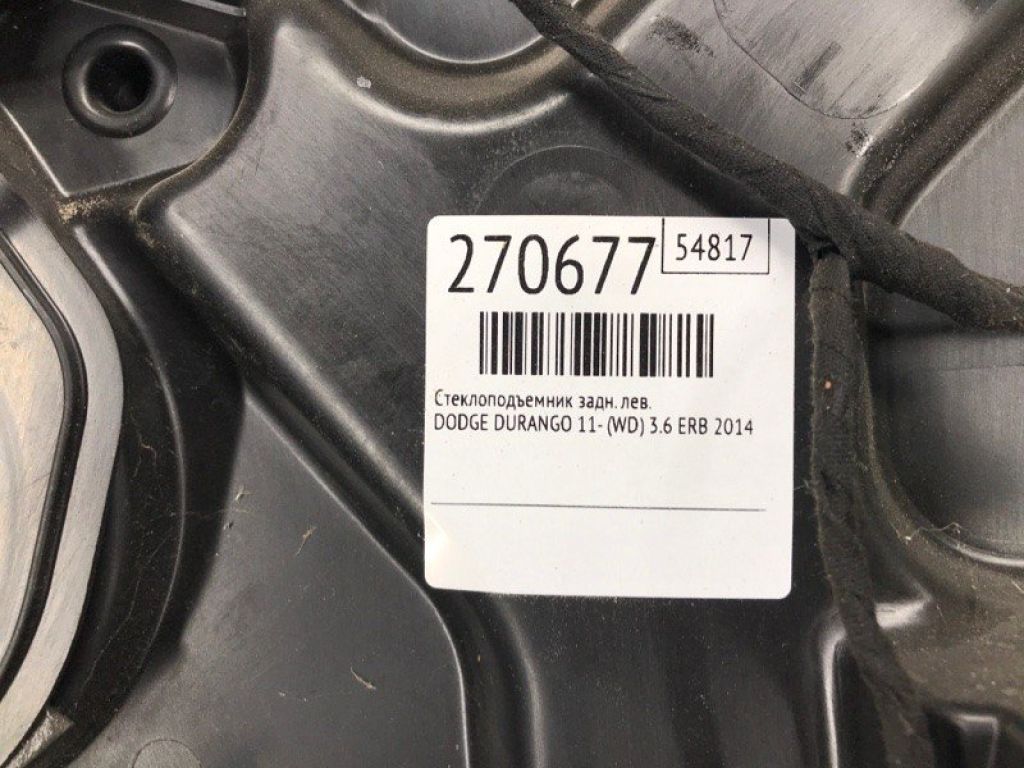 270677
54817
Стеклоподъемник задн. лев.
DODGE DURANGO 11- (WD) 3.6 ERB 2014